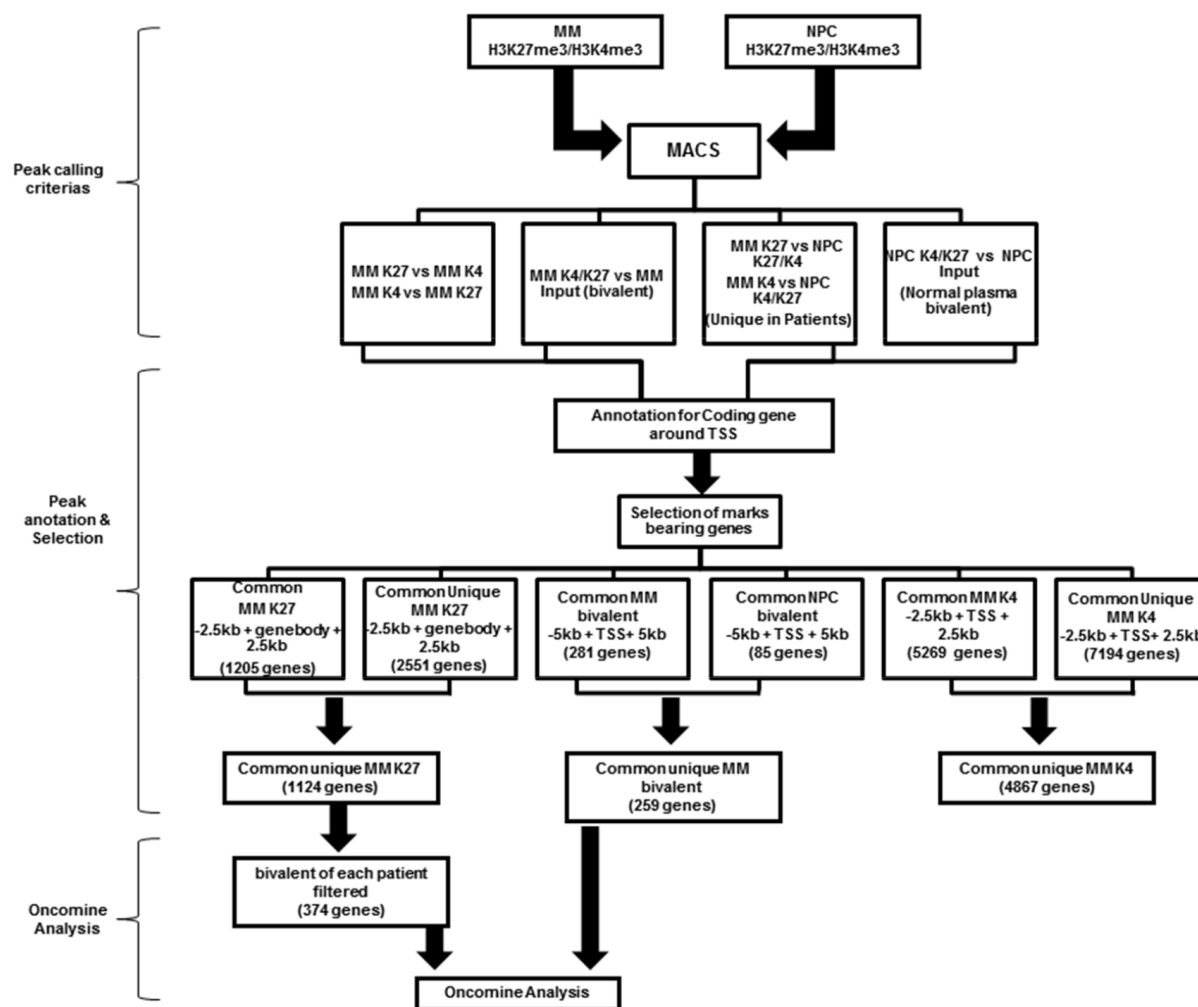 MM
H3K27me3/H3K4me3
NPC
H3K27me3/H3K4me3
MACS
Peak calling
criterias
MM K27 vs MM K4
MM K4 vs MM K27
MM K4/K27 vs MM
Input (bivalent)
MM K27 vs NPC
K27/K4
MM K4 vs NPC
K4/K27
(Unique in Patients)
NPC K4/K27 vs NPC
Input
(Normal plasma
bivalent)
Annotation for Coding gene
around TSS
Peak
anotation &
Selection
Selection of marks
bearing genes
Common
MM K27
-2.5kb + genebody +
2.5kb
(1205 genes)
Common Unique
MM K27
-2.5kb + genebody +
2.5kb
(2551 genes)
Common MM
bivalent
-5kb + TSS+ 5kb
(281 genes)
Common NPC
bivalent
-5kb + TSS + 5kb
(85 genes)
Common MM K4
-2.5kb + TSS +
2.5kb
(5269 genes)
Common Unique
MM K4
-2.5kb + TSS+ 2.5kb
(7194 genes)
Common unique MM K27
(1124 genes)
Common unique MM
bivalent
(259 genes)
Common unique MM K4
(4867 genes)
Oncomine
Analysis
bivalent of each patient
filtered
(374 genes)
Oncomine Analysis